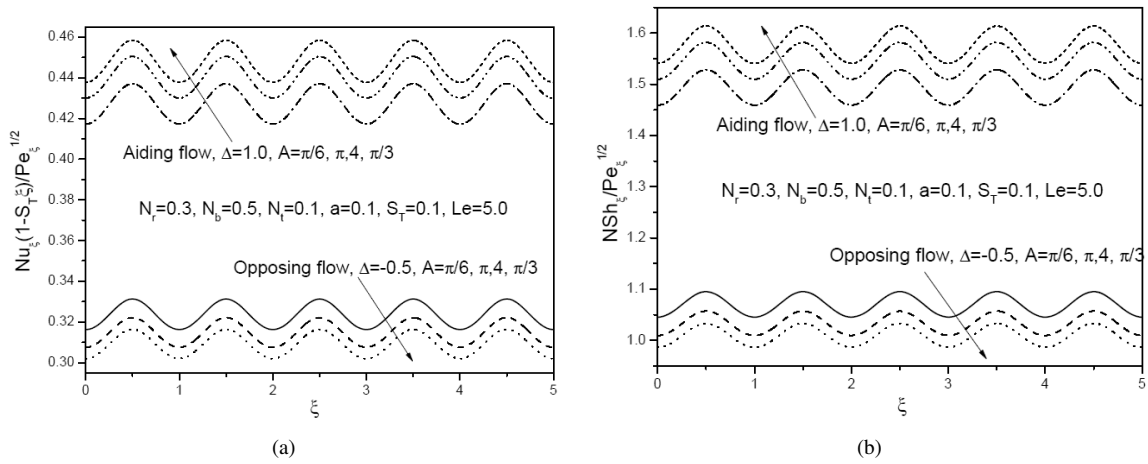 0.46
0.44
0.42
0.40
0.38
0.36
0.34
0.32
0.30
Nu_ξ(1-S_Tξ)/Pe_ξ^1/2
Aiding flow, Δ=1.0, A=π/6, π,4, π/3
N_r=0.3, N_b=0.5, N_t=0.1, a=0.1, S_T=0.1, Le=5.0
Opposing flow, Δ=-0.5, A=π/6, π,4, π/3
0 1 2 3 4 5
ξ
(a)
1.6
1.5
1.4
1.3
1.2
1.1
1.0
NSh_ξ/Pe_ξ^1/2
Aiding flow, Δ=1.0, A=π/6, π,4, π/3
N_r=0.3, N_b=0.5, N_t=0.1, a=0.1, S_T=0.1, Le=5.0
Opposing flow, Δ=-0.5, A=π/6, π,4, π/3
0 1 2 3 4 5
ξ
(b)